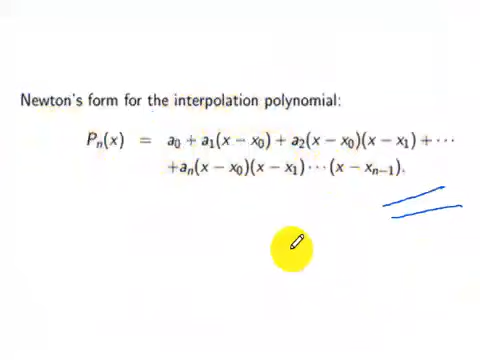 Newton's form for the interpolation polynomial:
Pₙ(x) = a₀ + a₁(x − x₀) + a₂(x − x₀)(x − x₁) + ⋯
+aₙ(x − x₀)(x − x₁) ⋯ (x − xₙ₋₁).